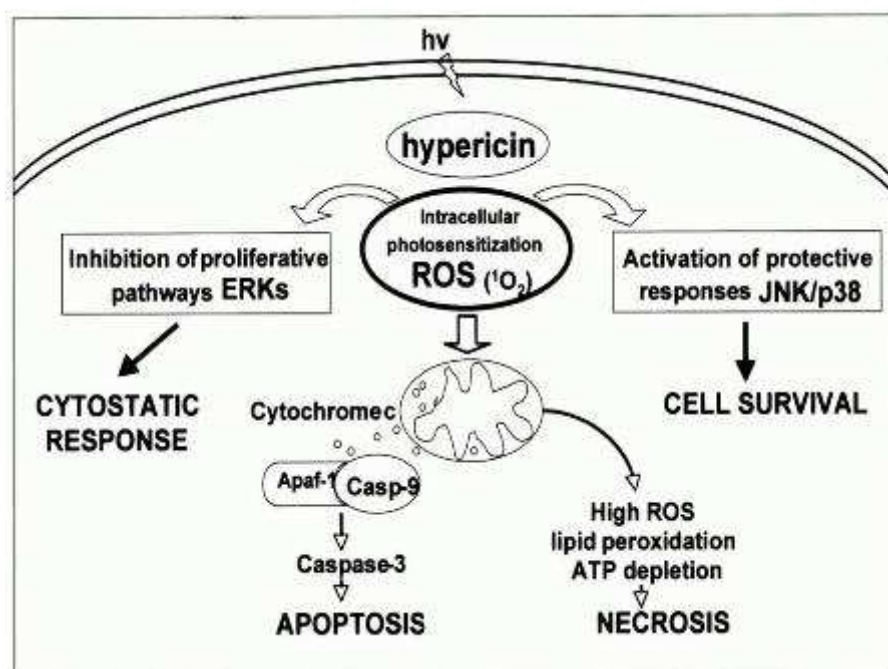 hv
hypericin
Intracellular
photosensitization
ROS (¹O₂)
Inhibition of proliferative
pathways ERKs
Activation of protective
responses JNK/p38
CYTOSTATIC
RESPONSE
CELL SURVIVAL
Cytochromec
Apaf-1
Casp-9
Caspase-3
APOPTOSIS
High ROS
lipid peroxidation
ATP depletion
NECROSIS